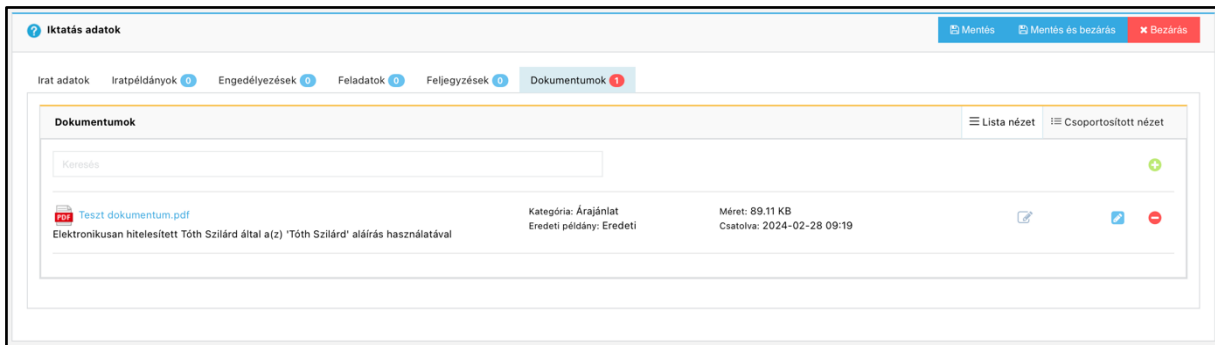 Iktatás adatok
Mentés Mentés és bezárás Bezárás
Irat adatok Iratpéldányok 0 Engedélyezések 0 Feladatok 0 Feljegyzések 0 Dokumentumok 1
Dokumentumok Lista nézet Csoportosított nézet
Keresés
PDF Teszt dokumentum.pdf Kategória: Árajánlat Méret: 89.11 KB
Elektronikusan hitelesített Tóth Szilárd által a(z) 'Tóth Szilárd' aláírás használatával Eredeti példány: Eredeti Csatolva: 2024-02-28 09:19